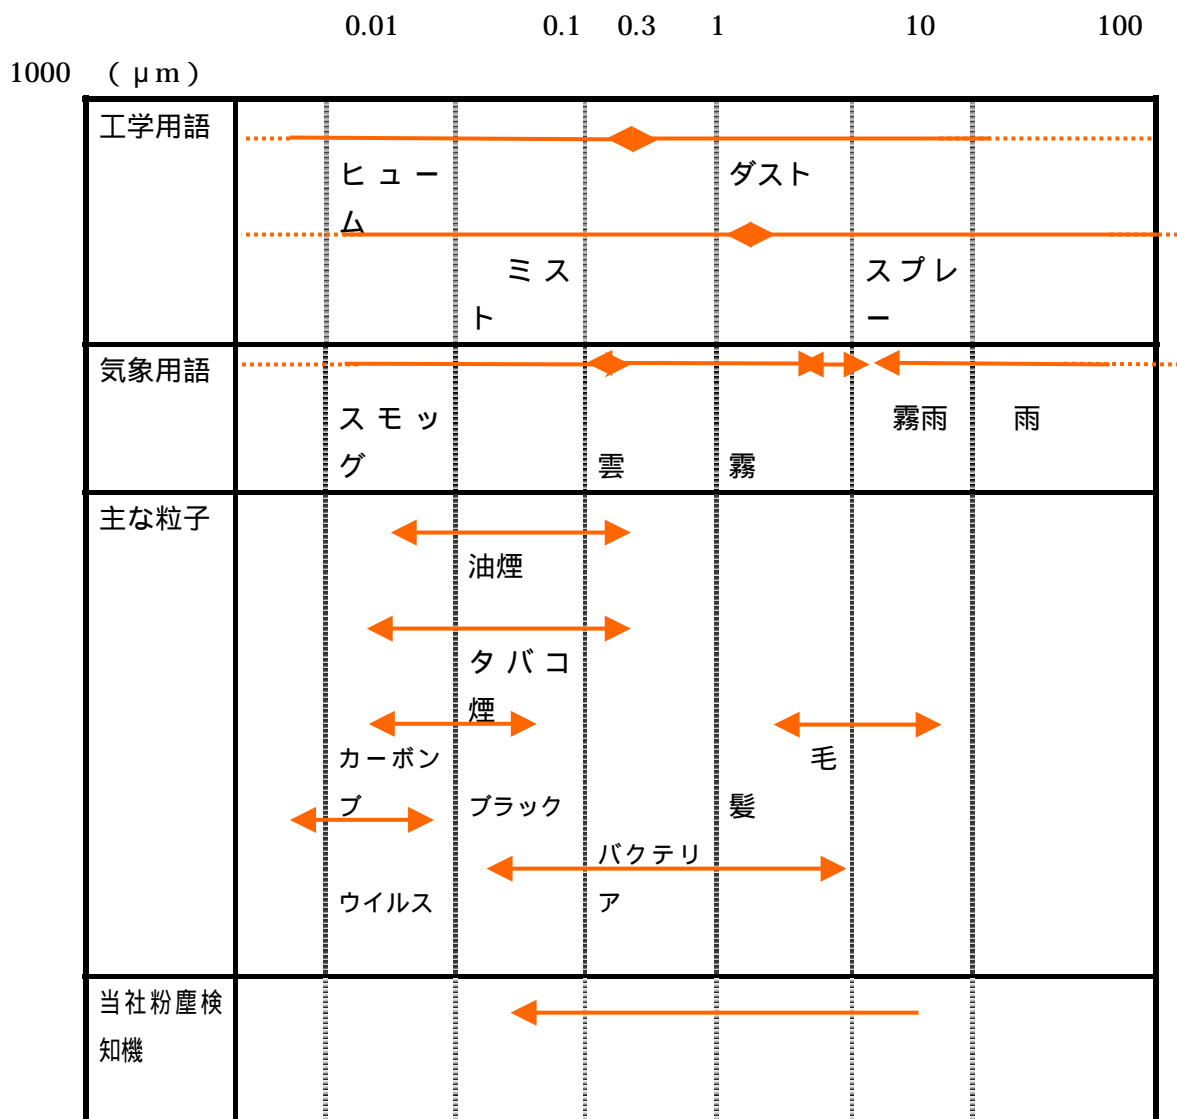 0.01 0.1 0.3 1 10 100
1000 (μm)
工学用語
ヒュー ダスト
ム
ミス スプレ
ト ー
気象用語
スモッ 霧雨 雨
グ 雲 霧
主な粒子
油煙
タバコ
煙
カーボン 毛
ブ ブラック 髪
バクテリ
ウイルス ア
当社粉塵検
知機